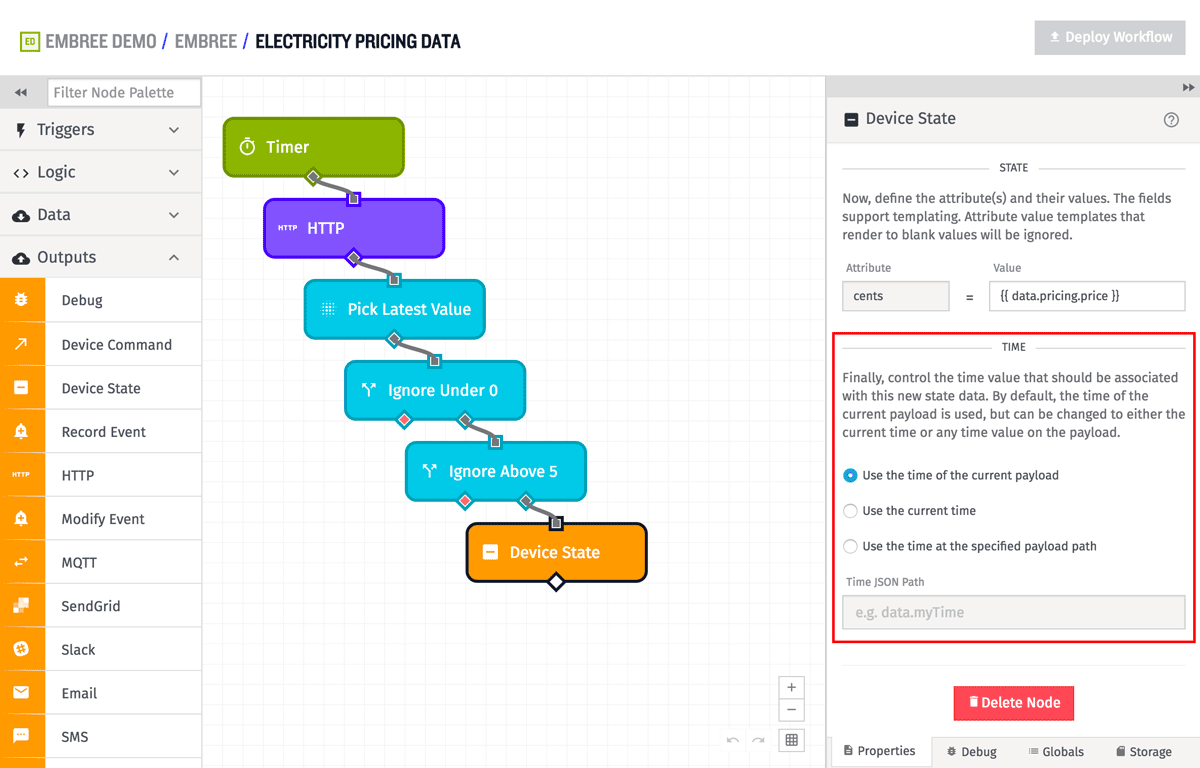 ED EMBREE DEMO / EMBREE / ELECTRICITY PRICING DATA
Deploy Workflow
Filter Node Palette
Triggers
Logic
Data
Outputs
Debug
Device Command
Device State
Record Event
HTTP HTTP
Modify Event
MQTT
SendGrid
Slack
Email
SMS
Timer
HTTP HTTP
Pick Latest Value
Ignore Under 0
Ignore Above 5
Device State
Device State
STATE
Now, define the attribute(s) and their values. The fields
support templating. Attribute value templates that
render to blank values will be ignored.
Attribute Value
cents = {{ data.pricing.price }}
TIME
Finally, control the time value that should be associated
with this new state data. By default, the time of the
current payload is used, but can be changed to either the
current time or any time value on the payload.
Use the time of the current payload
Use the current time
Use the time at the specified payload path
Time JSON Path
e.g. data.myTime
Delete Node
Properties Debug Globals Storage